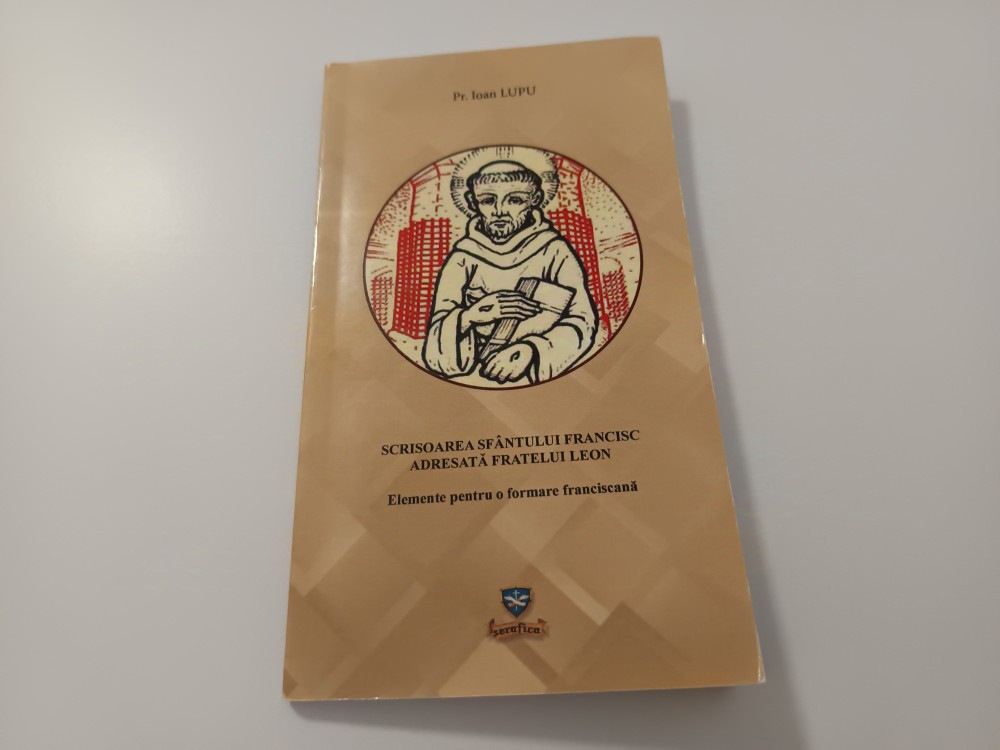 Pr. Ioan LUPU
SCRISOAREA SFÂNTULUI FRANCISC
ADRESATĂ FRATELUI LEON
Elemente pentru o formare franciscană
serafica